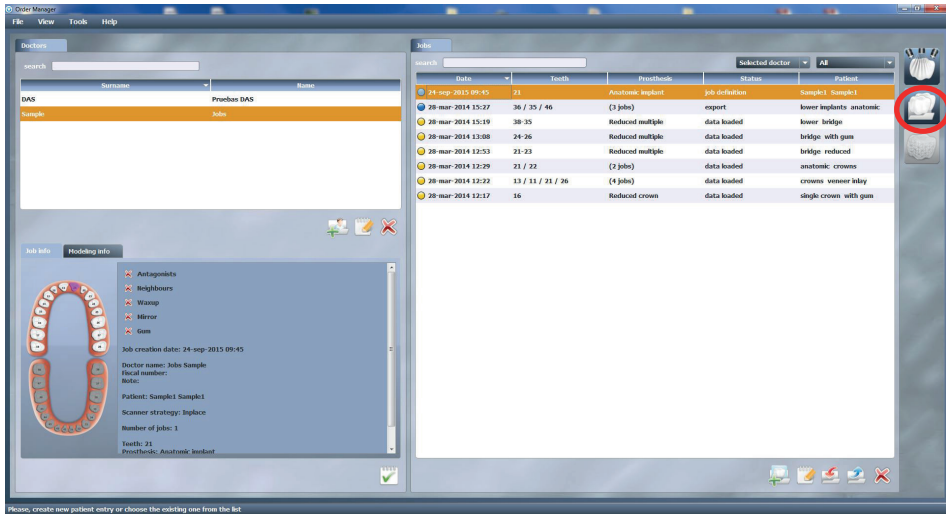 Order Manager
File View Tools Help
Doctors
search
Surname Name
DAS Pruebas DAS
Sample Jobs
Job info Modeling info
Antagonists
Neighbours
Waxup
Mirror
Gum
Job creation date: 24-sep-2015 09:45
Doctor name: Jobs Sample
Fiscal number:
Note:
Patient: Sample1 Sample1
Scanner strategy: Inplace
Number of jobs: 1
Teeth: 21
Prosthesis: Anatomic implant
Jobs
search Selected doctor All
Date Teeth Prosthesis Status Patient
24-sep-2015 09:45 21 Anatomic implant job definition Sample1 Sample1
28-mar-2014 15:27 36 / 35 / 46 (3 jobs) export lower implants anatomic
28-mar-2014 15:19 38-35 Reduced multiple data loaded lower bridge
28-mar-2014 13:08 24-26 Reduced multiple data loaded bridge with gum
28-mar-2014 12:53 21-23 Reduced multiple data loaded bridge reduced
28-mar-2014 12:29 21 / 22 (2 jobs) data loaded anatomic crowns
28-mar-2014 12:22 13 / 11 / 21 / 26 (4 jobs) data loaded crowns veneer inlay
28-mar-2014 12:17 16 Reduced crown data loaded single crown with gum
Please, create new patient entry or choose the existing one from the list